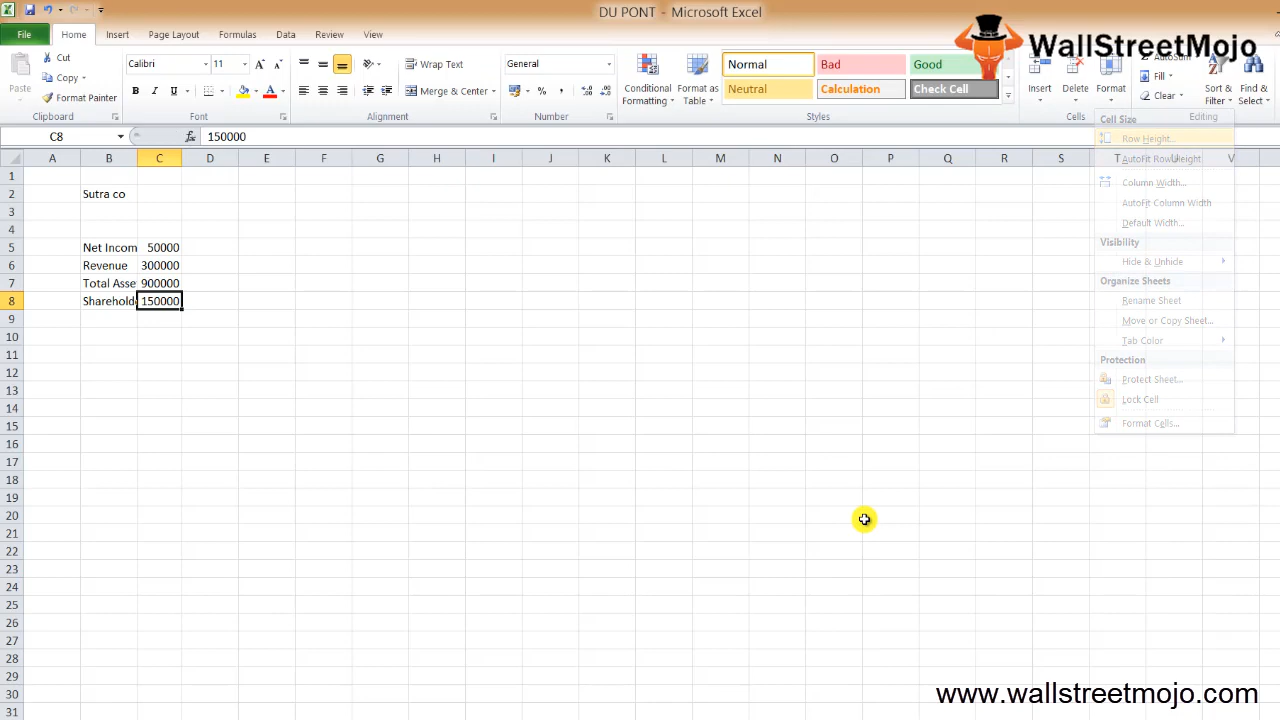 DU PONT - Microsoft Excel
File Home Insert Page Layout Formulas Data Review View
WallStreetMojo
Paste
Cut
Copy
Format Painter
Clipboard
Calibri 11
B I U
Font
Wrap Text
Merge & Center
Alignment
General
Number
Conditional Formatting
Format as Table
Normal Bad Good
Neutral Calculation Check Cell
Styles
Insert Delete Format
Cells
AutoSum
Fill
Clear
Sort & Filter
Find & Select
Editing
C8 fx 150000
A B C D E F G H I J K L M N O P Q R S T U V
Cell Size
Row Height...
AutoFit Row Height
Column Width...
AutoFit Column Width
Default Width...
Visibility
Hide & Unhide
Organize Sheets
Rename Sheet
Move or Copy Sheet...
Tab Color
Protection
Protect Sheet...
Lock Cell
Format Cells...
1
2 Sutra co
3
4
5 Net Incom 50000
6 Revenue 300000
7 Total Asse 900000
8 Sharehold 150000
9
10
11
12
13
14
15
16
17
18
19
20
21
22
23
24
25
26
27
28
29
30
31
www.wallstreetmojo.com